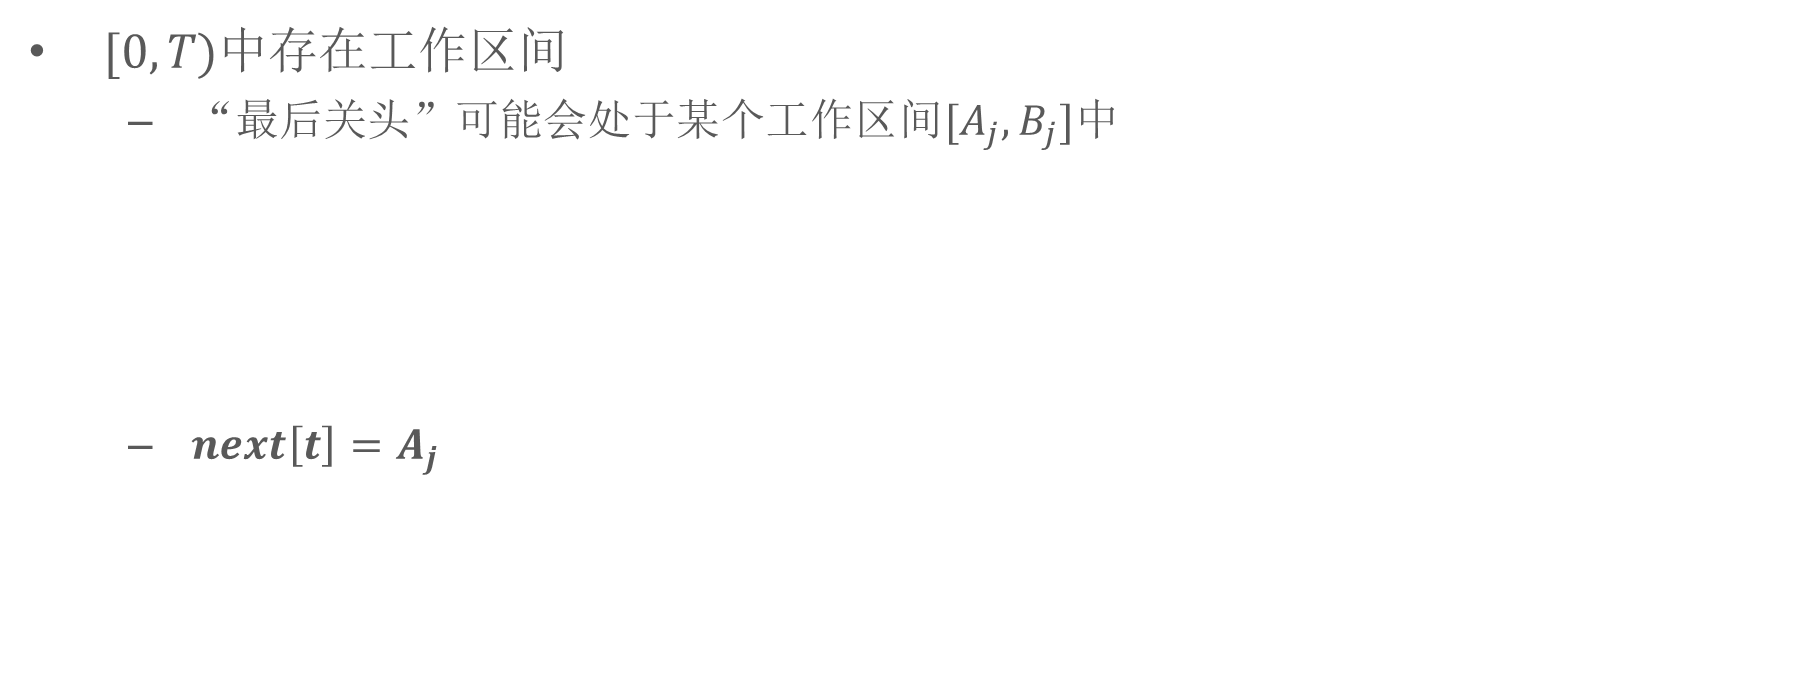 • [0, T)中存在工作区间
– “最后关头”可能会处于某个工作区间[A_j, B_j]中
– next[t] = A_j